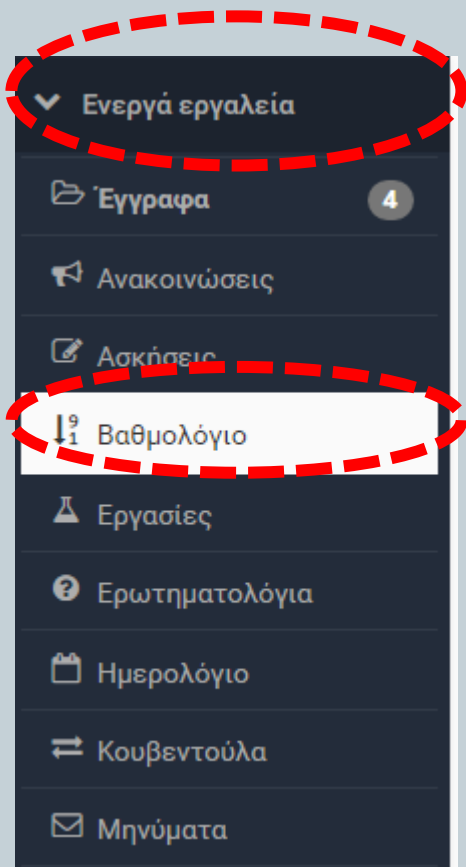 Ενεργά εργαλεία
Έγγραφα 4
Ανακοινώσεις
Ασκήσεις
Βαθμολόγιο
Εργασίες
Ερωτηματολόγια
Ημερολόγιο
Κουβεντούλα
Μηνύματα